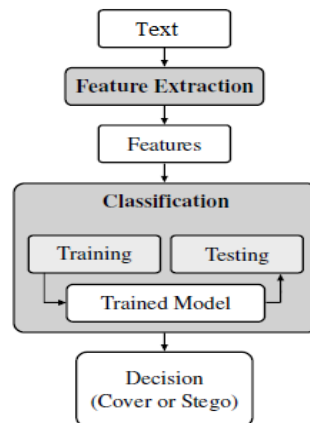 Text
Feature Extraction
Features
Classification
Training Testing
Trained Model
Decision
(Cover or Stego)